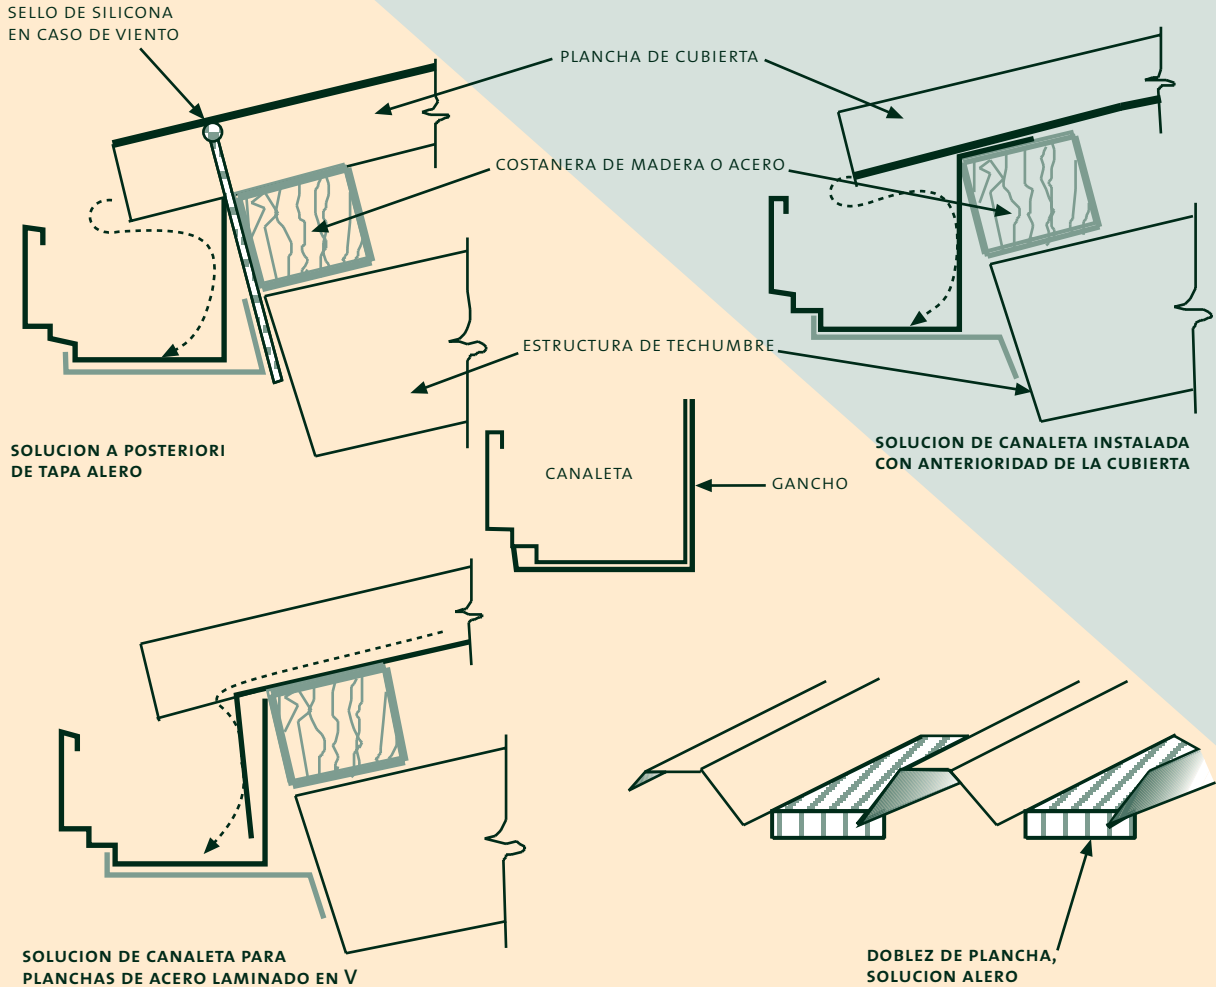 SELLO DE SILICONA
EN CASO DE VIENTO
PLANCHA DE CUBIERTA
COSTANERA DE MADERA O ACERO
ESTRUCTURA DE TECHUMBRE
SOLUCION A POSTERIORI
DE TAPA ALERO
SOLUCION DE CANALETA INSTALADA
CON ANTERIORIDAD DE LA CUBIERTA
CANALETA
GANCHO
SOLUCION DE CANALETA PARA
PLANCHAS DE ACERO LAMINADO EN V
DOBLEZ DE PLANCHA,
SOLUCION ALERO